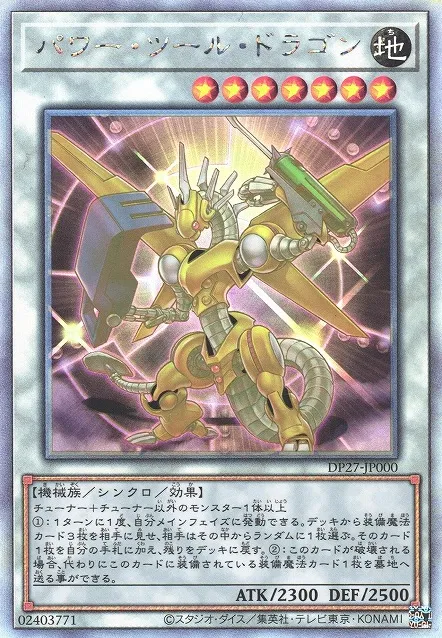 パワー・ツール・ドラゴン
地
DP27-JP000
【機械族／シンクロ／効果】
チューナー＋チューナー以外のモンスター1体以上
①：1ターンに1度、自分メインフェイズに発動できる。デッキから装備魔法
カード3枚を相手に見せ、相手はその中からランダムに1枚選ぶ。そのカード
1枚を自分の手札に加え、残りをデッキに戻す。②：このカードが破壊される
場合、代わりにこのカードに装備されている装備魔法カード1枚を墓地へ
送る事ができる。
ATK/2300 DEF/2500
02403771
©スタジオ・ダイス／集英社・テレビ東京・KONAMI